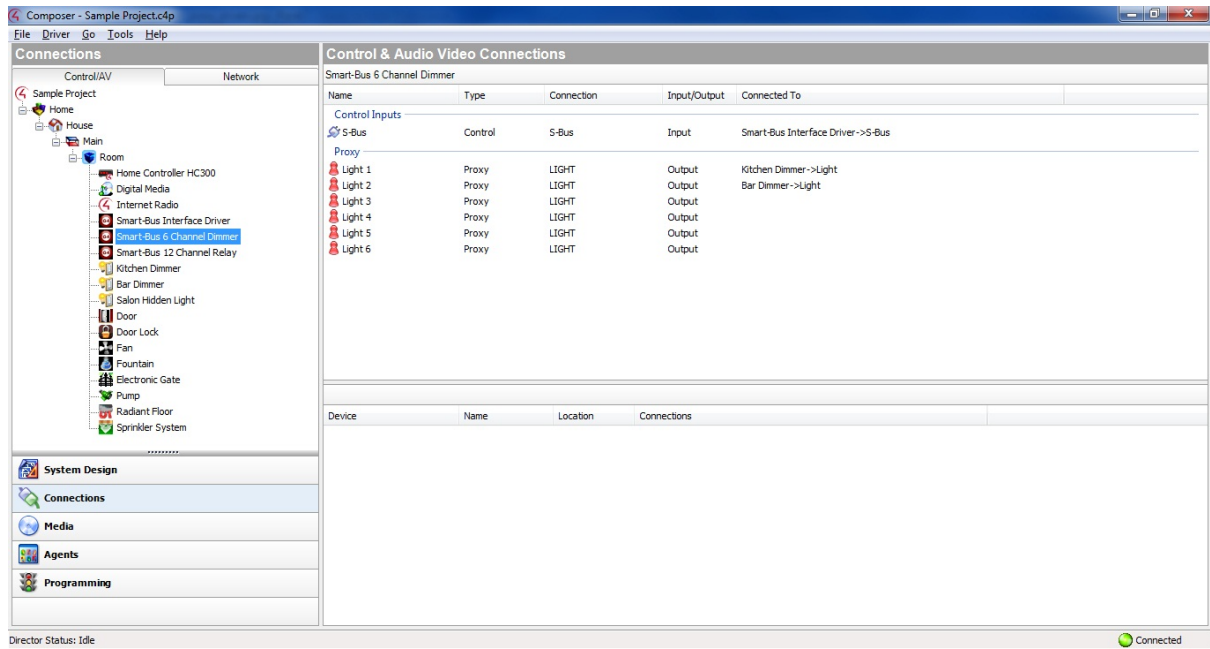 Composer - Sample Project.c4p
File Driver Go Tools Help
Connections
Control/AV Network
Sample Project
Home
House
Main
Room
Home Controller HC300
Digital Media
Internet Radio
Smart-Bus Interface Driver
Smart-Bus 6 Channel Dimmer
Smart-Bus 12 Channel Relay
Kitchen Dimmer
Bar Dimmer
Salon Hidden Light
Door
Door Lock
Fan
Fountain
Electronic Gate
Pump
Radiant Floor
Sprinkler System
System Design
Connections
Media
Agents
Programming
Control & Audio Video Connections
Smart-Bus 6 Channel Dimmer
Name Type Connection Input/Output Connected To
Control Inputs
S-Bus Control S-Bus Input Smart-Bus Interface Driver->S-Bus
Proxy
Light 1 Proxy LIGHT Output Kitchen Dimmer->Light
Light 2 Proxy LIGHT Output Bar Dimmer->Light
Light 3 Proxy LIGHT Output
Light 4 Proxy LIGHT Output
Light 5 Proxy LIGHT Output
Light 6 Proxy LIGHT Output
Device Name Location Connections
Director Status: Idle
Connected